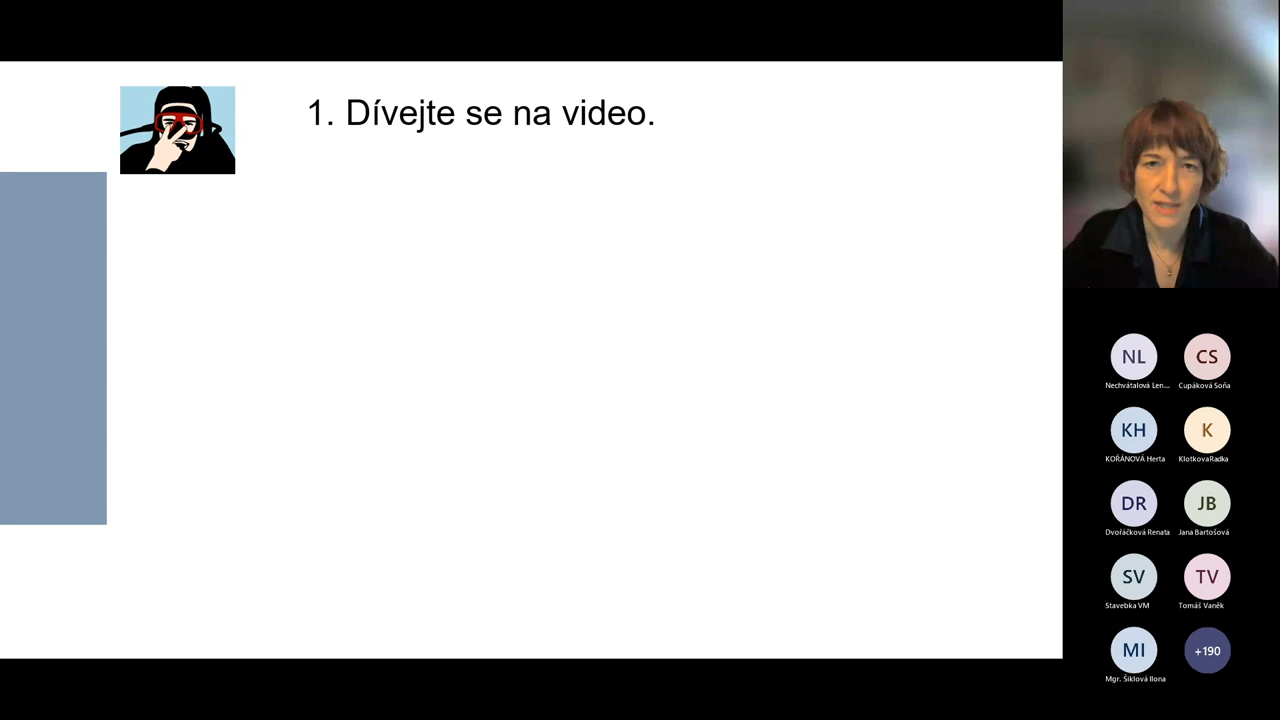 1. Dívejte se na video.
NL
CS
Nechvátalová Len...
Cupáková Soňa
KH
K
KOŘÁNOVÁ Herta
KlotkovaRadka
DR
JB
Dvořáčková Renata
Jana Bartošová
SV
TV
Stavebka VM
Tomáš Vaněk
MI
+190
Mgr. Šiklová Ilona